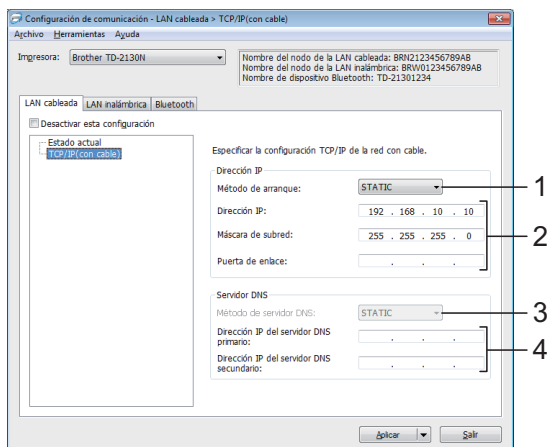 Configuración de comunicación - LAN cableada > TCP/IP(con cable)
Archivo Herramientas Ayuda
Impresora: Brother TD-2130N
Nombre del nodo de la LAN cableada: BRN2123456789AB
Nombre del nodo de la LAN inalámbrica: BRW0123456789AB
Nombre de dispositivo Bluetooth: TD-21301234
LAN cableada LAN inalámbrica Bluetooth
Desactivar esta configuración
Estado actual
TCP/IP(con cable)
Especificar la configuración TCP/IP de la red con cable.
Dirección IP
Método de arranque: STATIC 1
Dirección IP: 192 . 168 . 10 . 10
Máscara de subred: 255 . 255 . 255 . 0 2
Puerta de enlace: . . .
Servidor DNS
Método de servidor DNS: STATIC 3
Dirección IP del servidor DNS
primario: . . .
4
Dirección IP del servidor DNS
secundario: . . .
Aplicar Salir